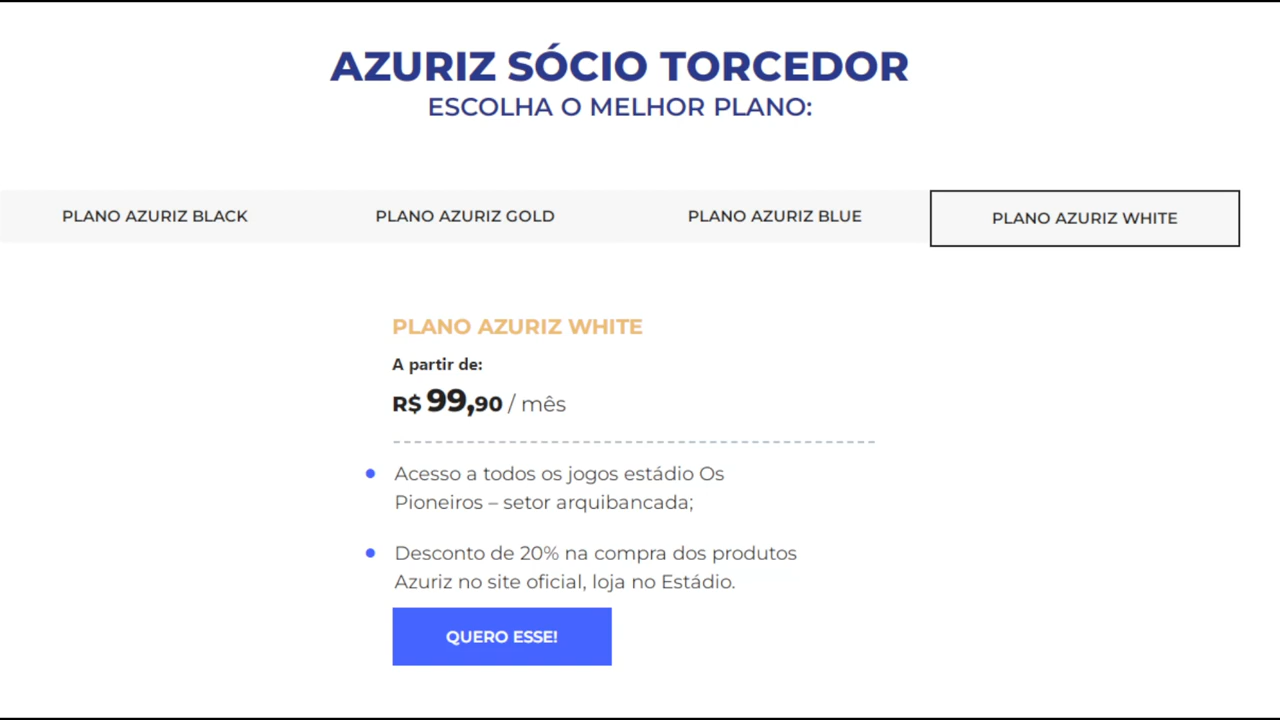 AZURIZ SÓCIO TORCEDOR
ESCOLHA O MELHOR PLANO:
PLANO AZURIZ BLACK
PLANO AZURIZ GOLD
PLANO AZURIZ BLUE
PLANO AZURIZ WHITE
PLANO AZURIZ WHITE
A partir de:
R$ 99,90 / mês
Acesso a todos os jogos estádio Os
Pioneiros – setor arquibancada;
Desconto de 20% na compra dos produtos
Azuriz no site oficial, loja no Estádio.
QUERO ESSE!